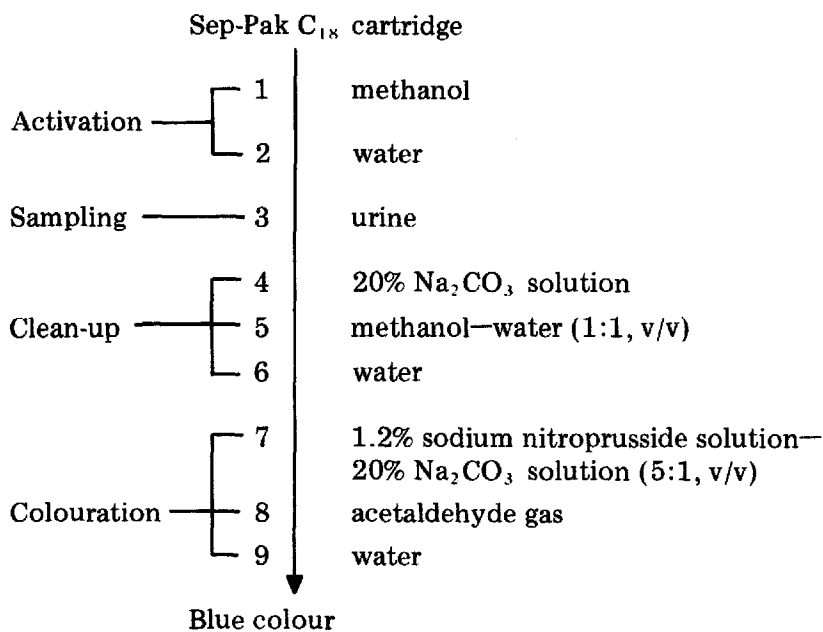 Sep-Pak C₁₈ cartridge
1 methanol
Activation
2 water
Sampling 3 urine
4 20% Na₂CO₃ solution
Clean-up 5 methanol—water (1:1, v/v)
6 water
7 1.2% sodium nitroprusside solution—
20% Na₂CO₃ solution (5:1, v/v)
Colouration 8 acetaldehyde gas
9 water
Blue colour